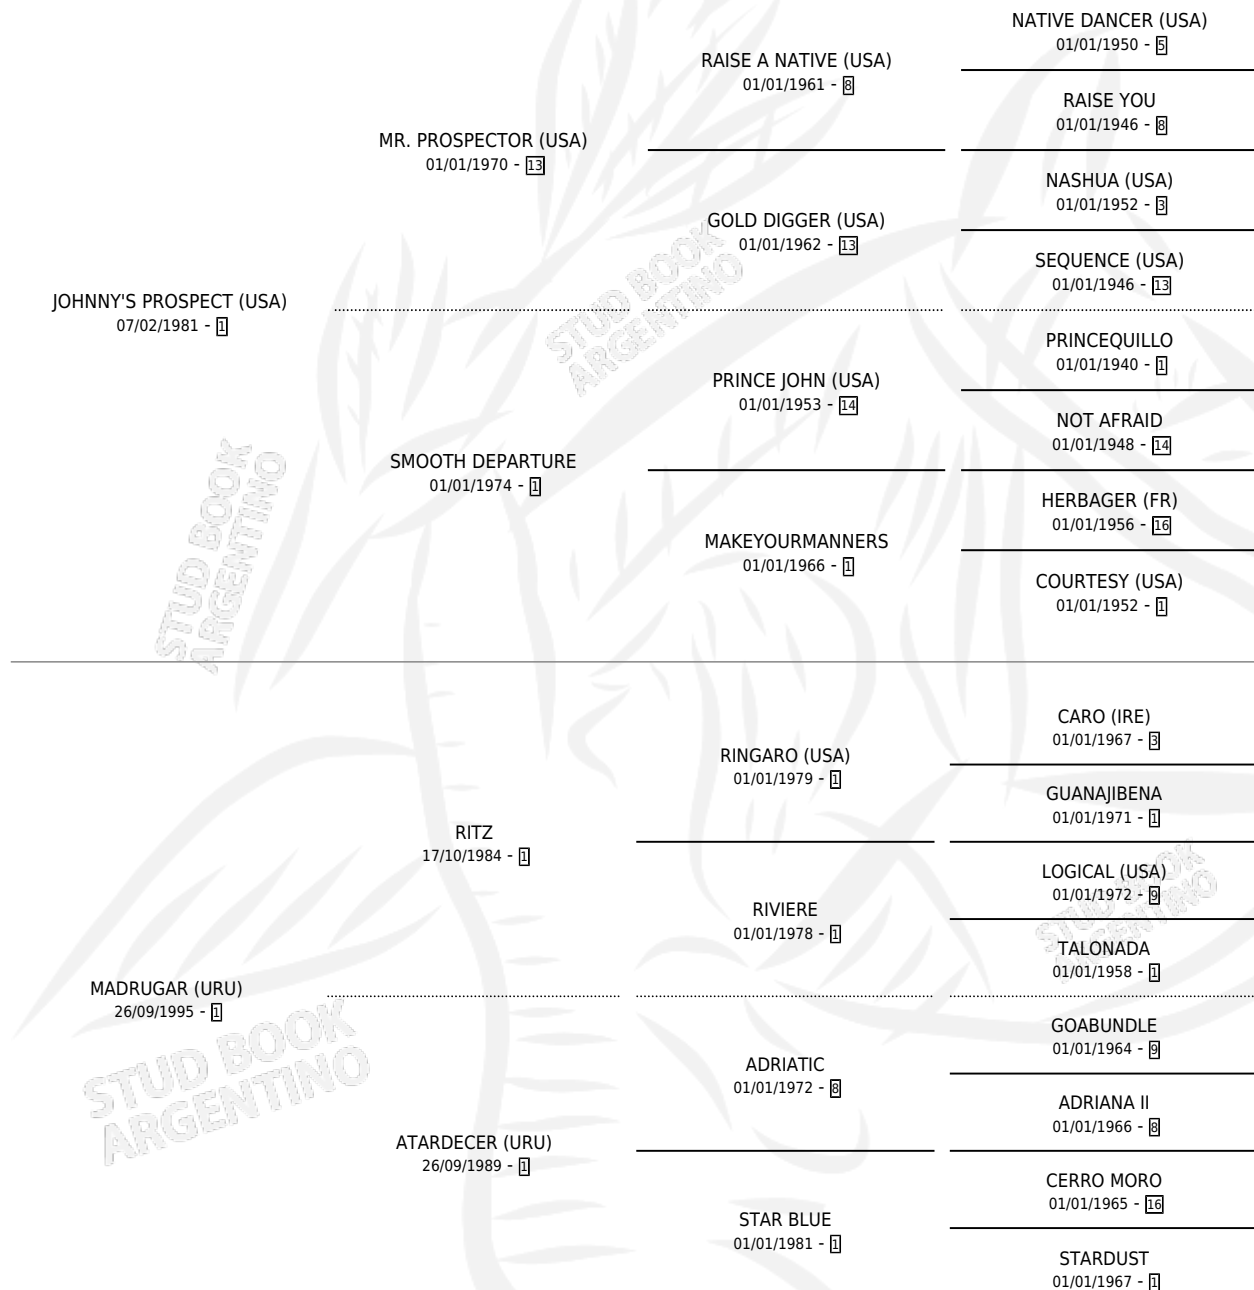 NATIVE DANCER (USA)
01/01/1950 - 5
RAISE A NATIVE (USA)
01/01/1961 - 8
RAISE YOU
01/01/1946 - 8
MR. PROSPECTOR (USA)
01/01/1970 - 13
NASHUA (USA)
01/01/1952 - 3
GOLD DIGGER (USA)
01/01/1962 - 13
SEQUENCE (USA)
01/01/1946 - 13
JOHNNY'S PROSPECT (USA)
07/02/1981 - 1
STUD BOOK
ARGENTINO
PRINCEQUILLO
01/01/1940 - 1
PRINCE JOHN (USA)
01/01/1953 - 14
NOT AFRAID
01/01/1948 - 14
SMOOTH DEPARTURE
01/01/1974 - 1
HERBAGER (FR)
01/01/1956 - 16
MAKEYOURMANNERS
01/01/1966 - 1
COURTESY (USA)
01/01/1952 - 1
STUD BOOK
ARGENTINO
CARO (IRE)
01/01/1967 - 3
RINGARO (USA)
01/01/1979 - 1
GUANAJIBENA
01/01/1971 - 1
RITZ
17/10/1984 - 1
LOGICAL (USA)
01/01/1972 - 9
RIVIERE
01/01/1978 - 1
STUD BOOK
ARGENTINO
TALONADA
01/01/1958 - 1
MADRUGAR (URU)
26/09/1995 - 1
GOABUNDLE
01/01/1964 - 9
STUD BOOK
ARGENTINO
ADRIATIC
01/01/1972 - 8
ADRIANA II
01/01/1966 - 8
ATARDECER (URU)
26/09/1989 - 1
CERRO MORO
01/01/1965 - 16
STAR BLUE
01/01/1981 - 1
STARDUST
01/01/1967 - 1